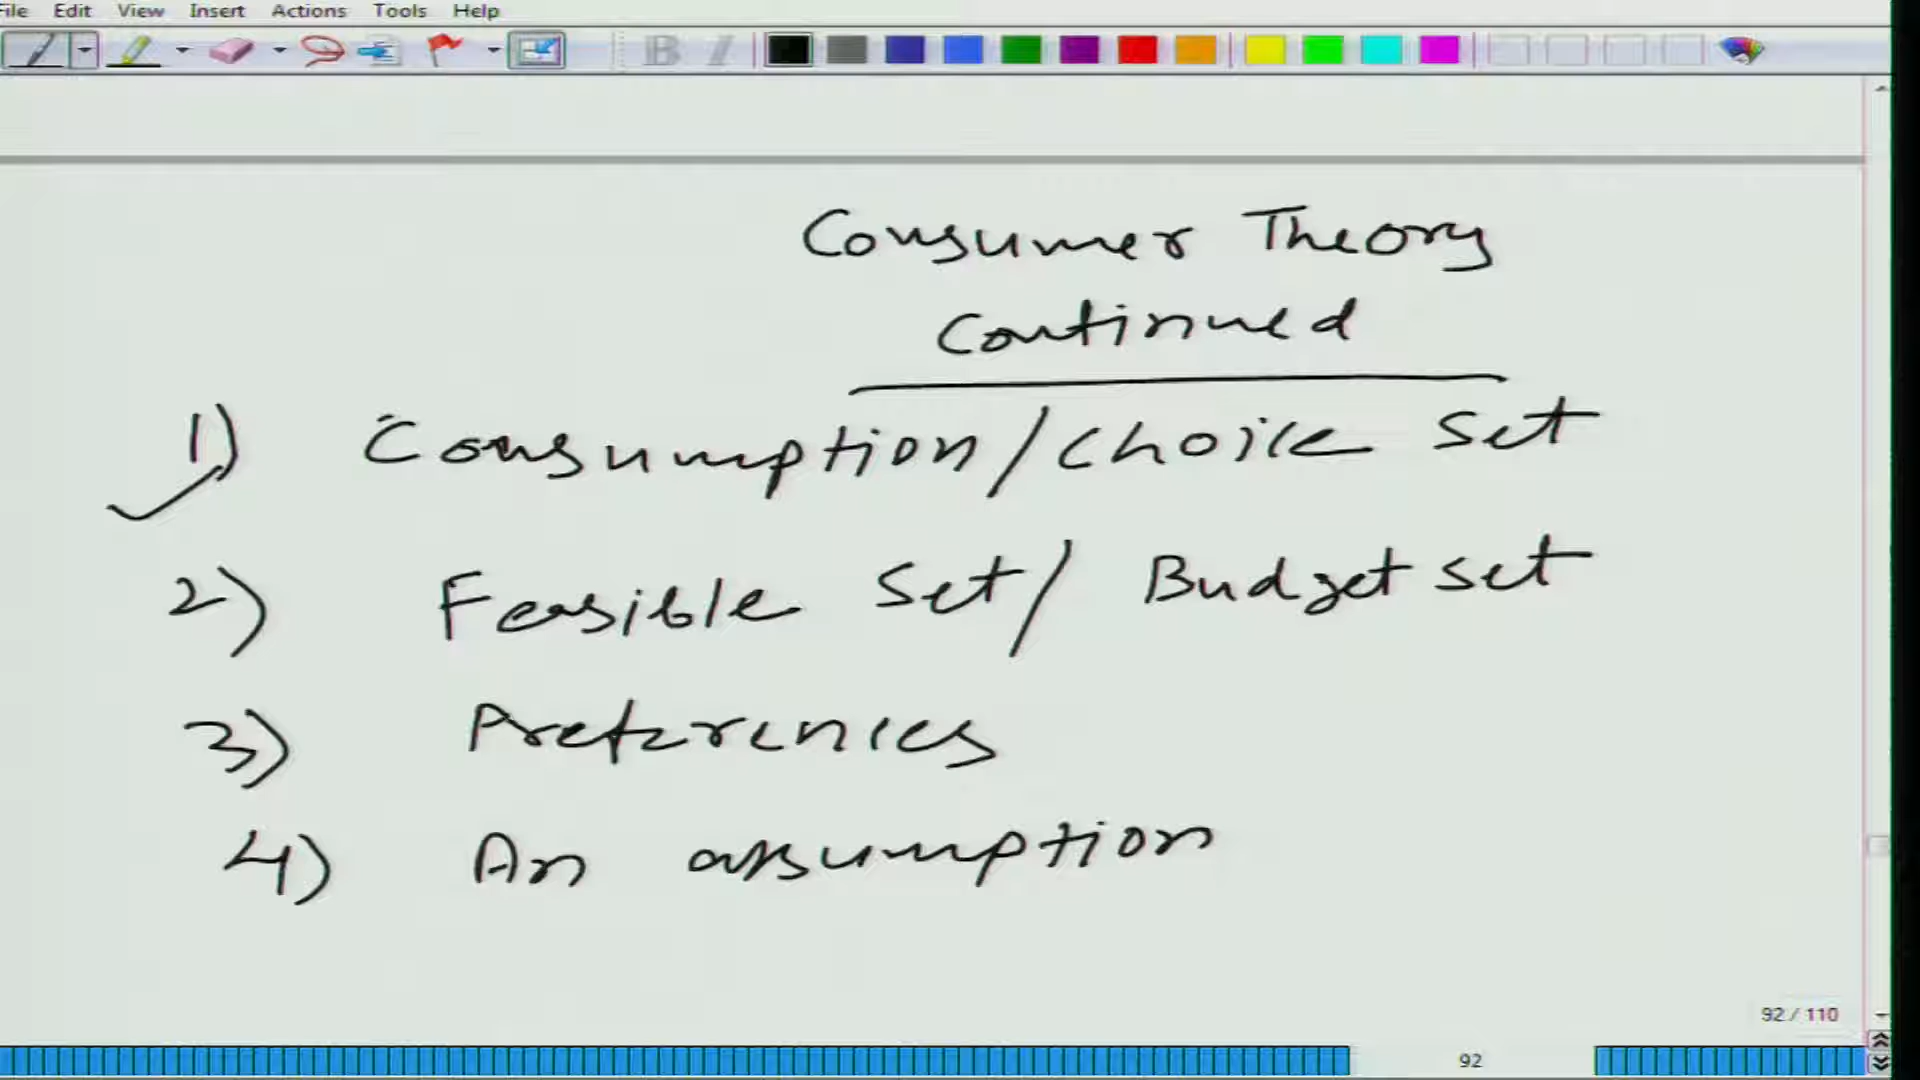 File Edit View Insert Actions Tools Help
B I
Consumer Theory
Continued
1) Consumption/choice set
2) Feasible Set/ Budget set
3) Preferences
4) An assumption
92 / 110
92